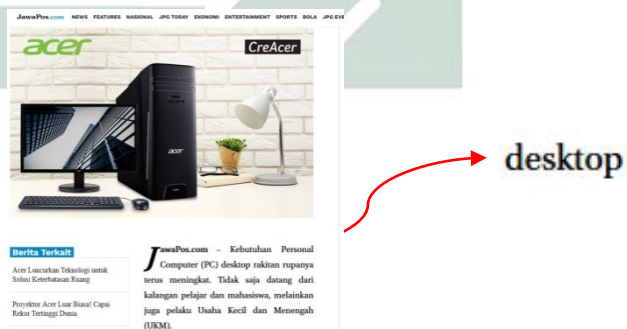 JawaPos.com NEWS FEATURES NASIONAL JPG TODAY EKONOMI ENTERTAINMENT SPORTS BOLA JPG EVE
acer
CreAcer
acer
desktop
Berita Terkait
Acer Luncurkan Teknologi untuk
Solusi Keterbatasan Ruang
Proyektor Acer Luar Biasa! Capai
Rekor Tertinggi Dunia
JawaPos.com – Kebutuhan Personal
Computer (PC) desktop rakitan rupanya
terus meningkat. Tidak saja datang dari
kalangan pelajar dan mahasiswa, melainkan
juga pelaku Usaha Kecil dan Menengah
(UKM).